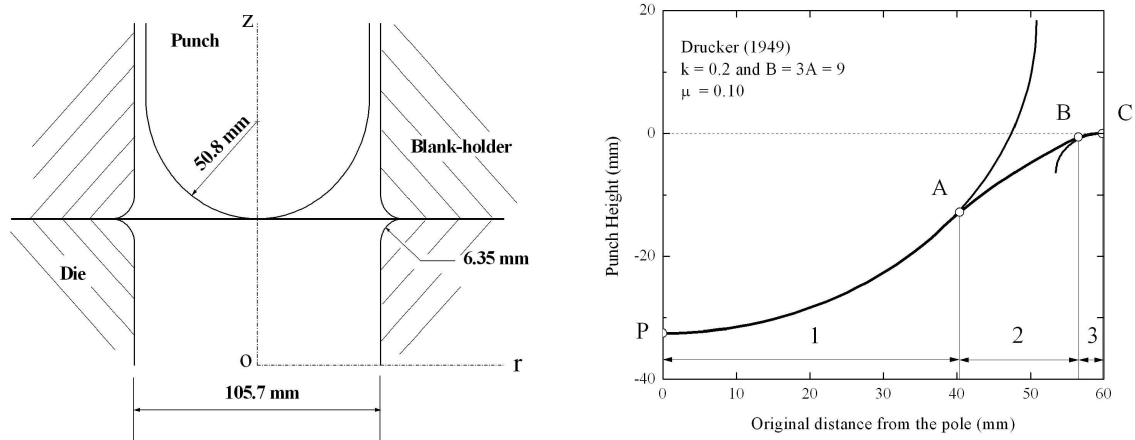 z
Punch
50.8 mm
Blank-holder
6.35 mm
Die
o
r
105.7 mm
Drucker (1949)
k = 0.2 and B = 3A = 9
μ = 0.10
Punch Height (mm)
20
0
-20
-40
P
A
B
C
1
2
3
0
10
20
30
40
50
60
Original distance from the pole (mm)